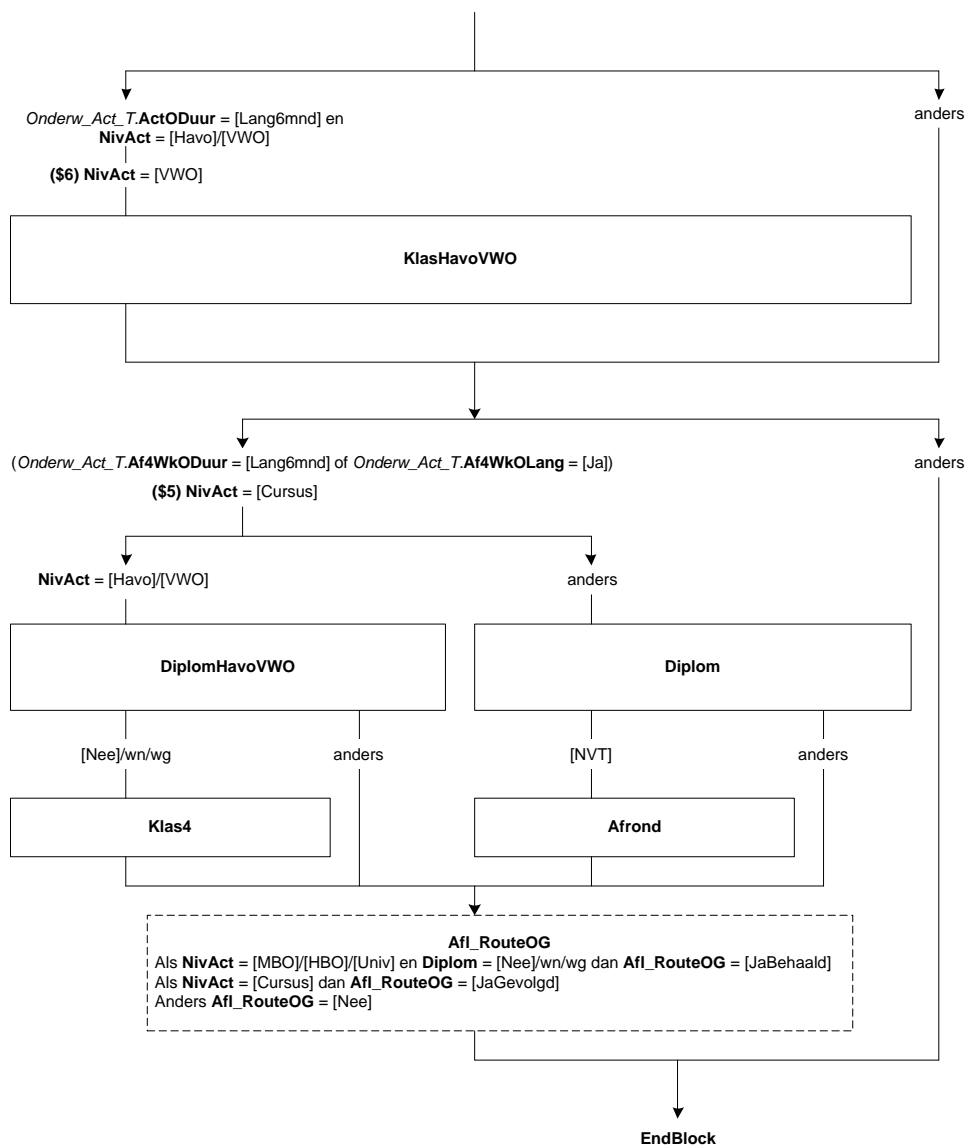 Onderw_Act_T.ActODuur = [Lang6mnd] en
NivAct = [Havo]/[VWO]
anders
($6) NivAct = [VWO]
KlasHavoVWO
(Onderw_Act_T.Af4WkODuur = [Lang6mnd] of Onderw_Act_T.Af4WkOLang = [Ja])
anders
($5) NivAct = [Cursus]
NivAct = [Havo]/[VWO]
anders
DiplomHavoVWO
Diplom
[Nee]/wn/wg
anders
[NVT]
anders
Klas4
Afrond
Afl_RouteOG
Als NivAct = [MBO]/[HBO]/[Univ] en Diplom = [Nee]/wn/wg dan Afl_RouteOG = [JaBehaald]
Als NivAct = [Cursus] dan Afl_RouteOG = [JaGevolgd]
Anders Afl_RouteOG = [Nee]
EndBlock